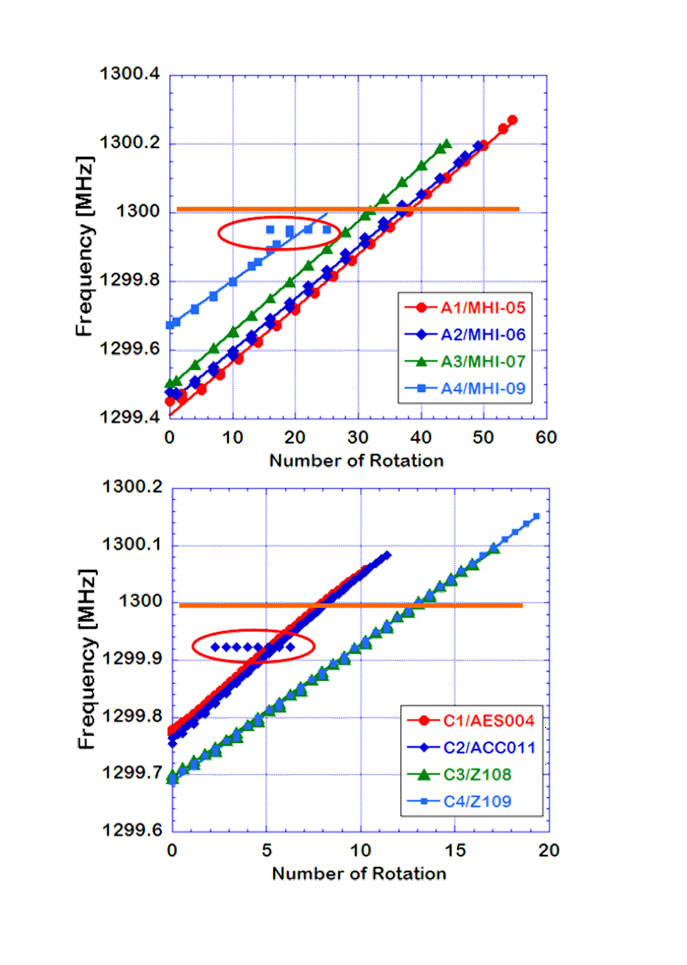 1300.4
1300.2
1300
1299.8
1299.6
1299.4
Frequency [MHz]
A1/MHI-05
A2/MHI-06
A3/MHI-07
A4/MHI-09
0 10 20 30 40 50 60
Number of Rotation
1300.2
1300.1
1300
1299.9
1299.8
1299.7
1299.6
Frequency [MHz]
C1/AES004
C2/ACC011
C3/Z108
C4/Z109
0 5 10 15 20
Number of Rotation